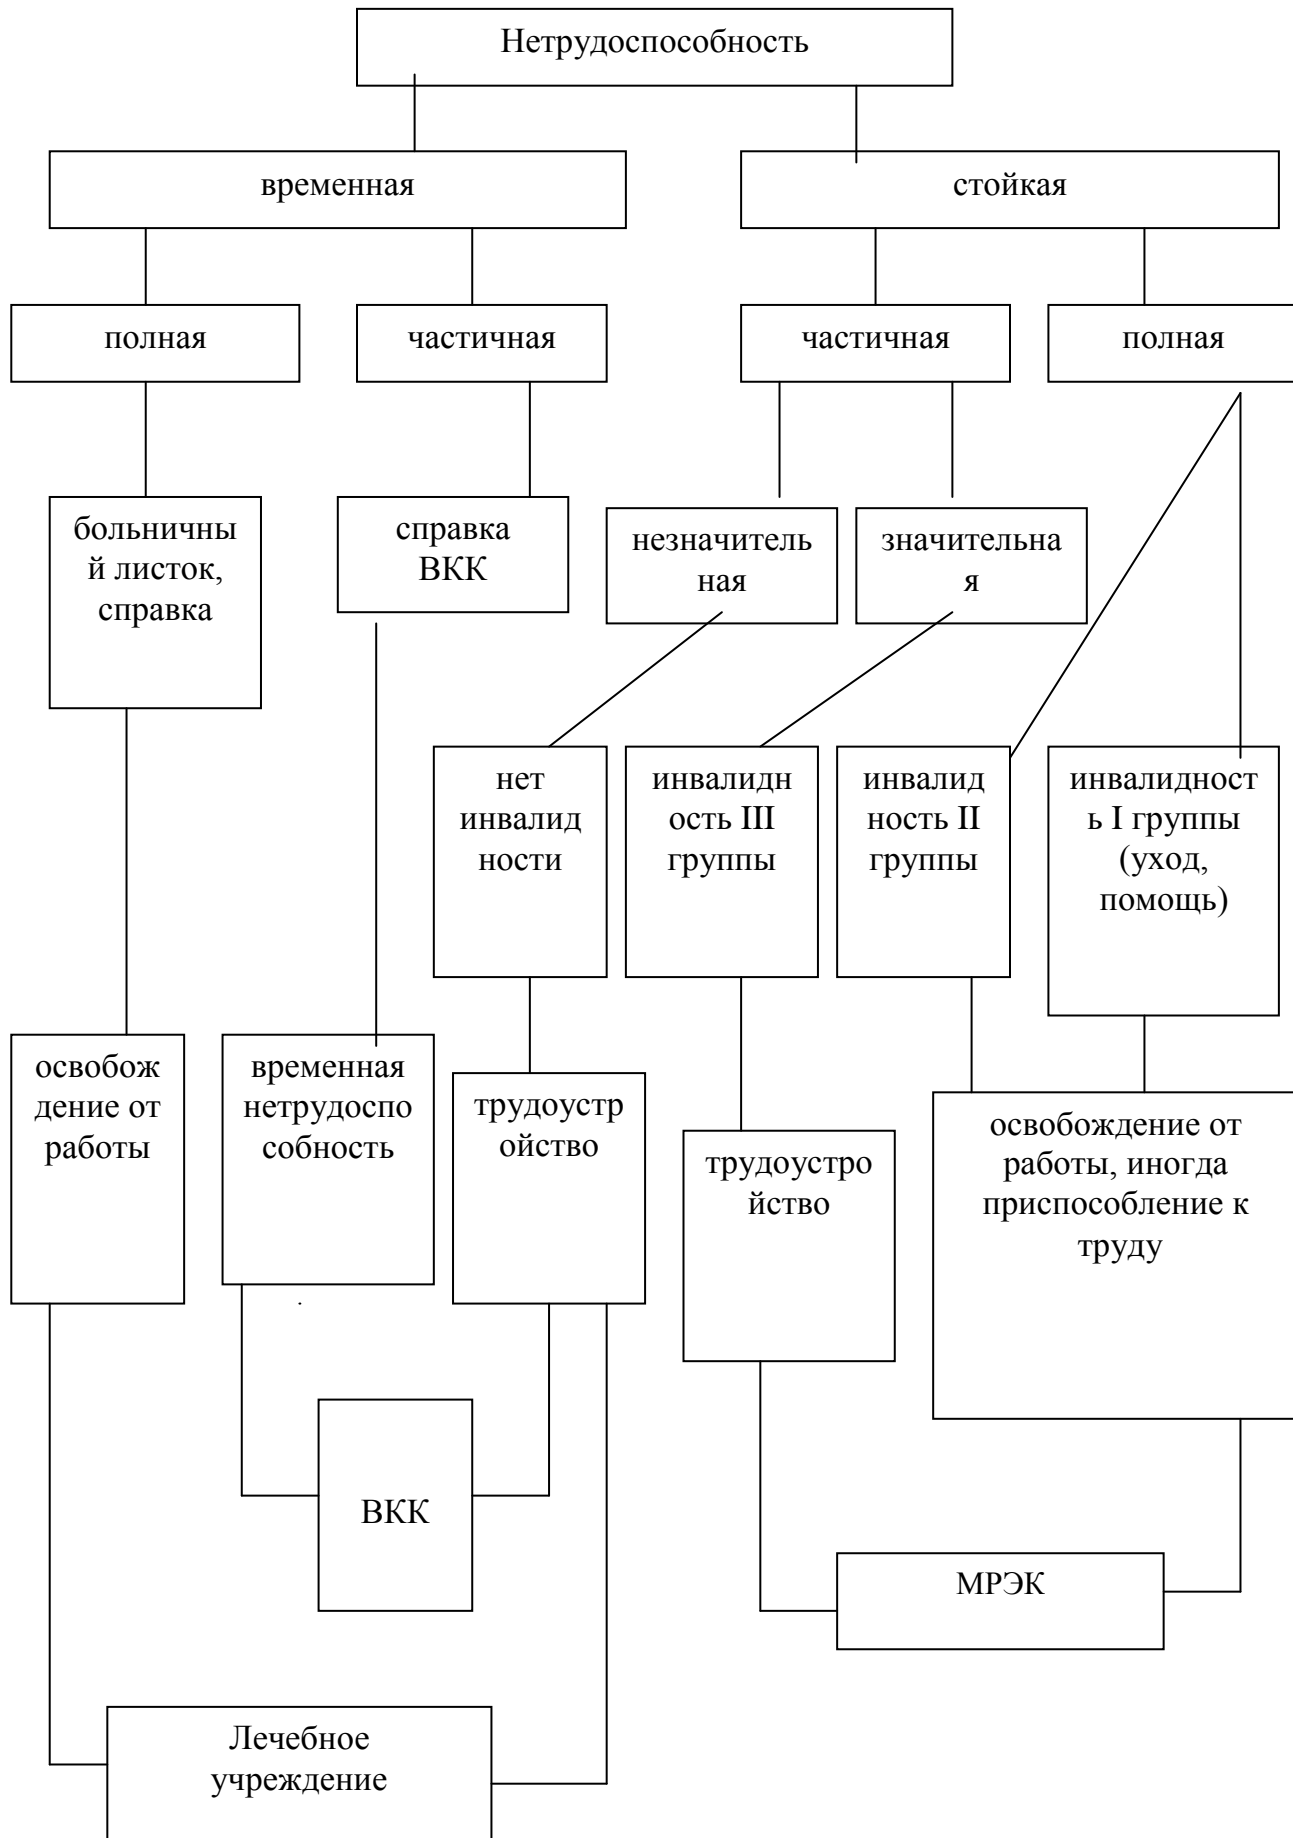 Нетрудоспособность
временная
стойкая
полная
частичная
частичная
полная
больничны
й листок,
справка
справка
ВКК
незначитель
ная
значительна
я
нет
инвалид
ности
инвалидн
ость III
группы
инвалид
ность II
группы
инвалидност
ь I группы
(уход,
помощь)
освобож
дение от
работы
временная
нетрудоспо
собность
трудоустр
ойство
трудоустро
йство
освобождение от
работы, иногда
приспособление к
труду
ВКК
МРЭК
Лечебное
учреждение